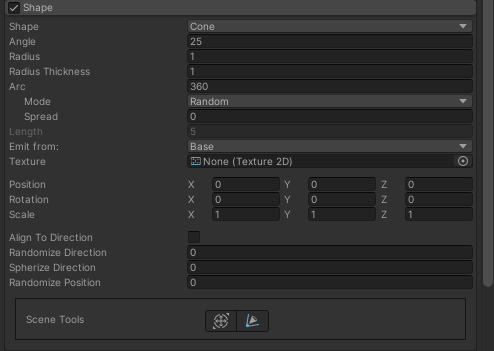 Shape
Shape Cone
Angle 25
Radius 1
Radius Thickness 1
Arc 360
Mode Random
Spread 0
Length 5
Emit from: Base
Texture None (Texture 2D)
Position X 0 Y 0 Z 0
Rotation X 0 Y 0 Z 0
Scale X 1 Y 1 Z 1
Align To Direction
Randomize Direction 0
Spherize Direction 0
Randomize Position 0
Scene Tools